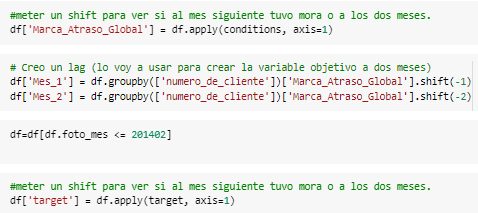 #meter un shift para ver si al mes siguiente tuvo mora o a los dos meses.
df['Marca_Atraso_Global'] = df.apply(conditions, axis=1)
# Creo un lag (lo voy a usar para crear la variable objetivo a dos meses)
df['Mes_1'] = df.groupby(['numero_de_cliente'])['Marca_Atraso_Global'].shift(-1)
df['Mes_2'] = df.groupby(['numero_de_cliente'])['Marca_Atraso_Global'].shift(-2)
df=df[df.foto_mes <= 201402]
#meter un shift para ver si al mes siguiente tuvo mora o a los dos meses.
df['target'] = df.apply(target, axis=1)